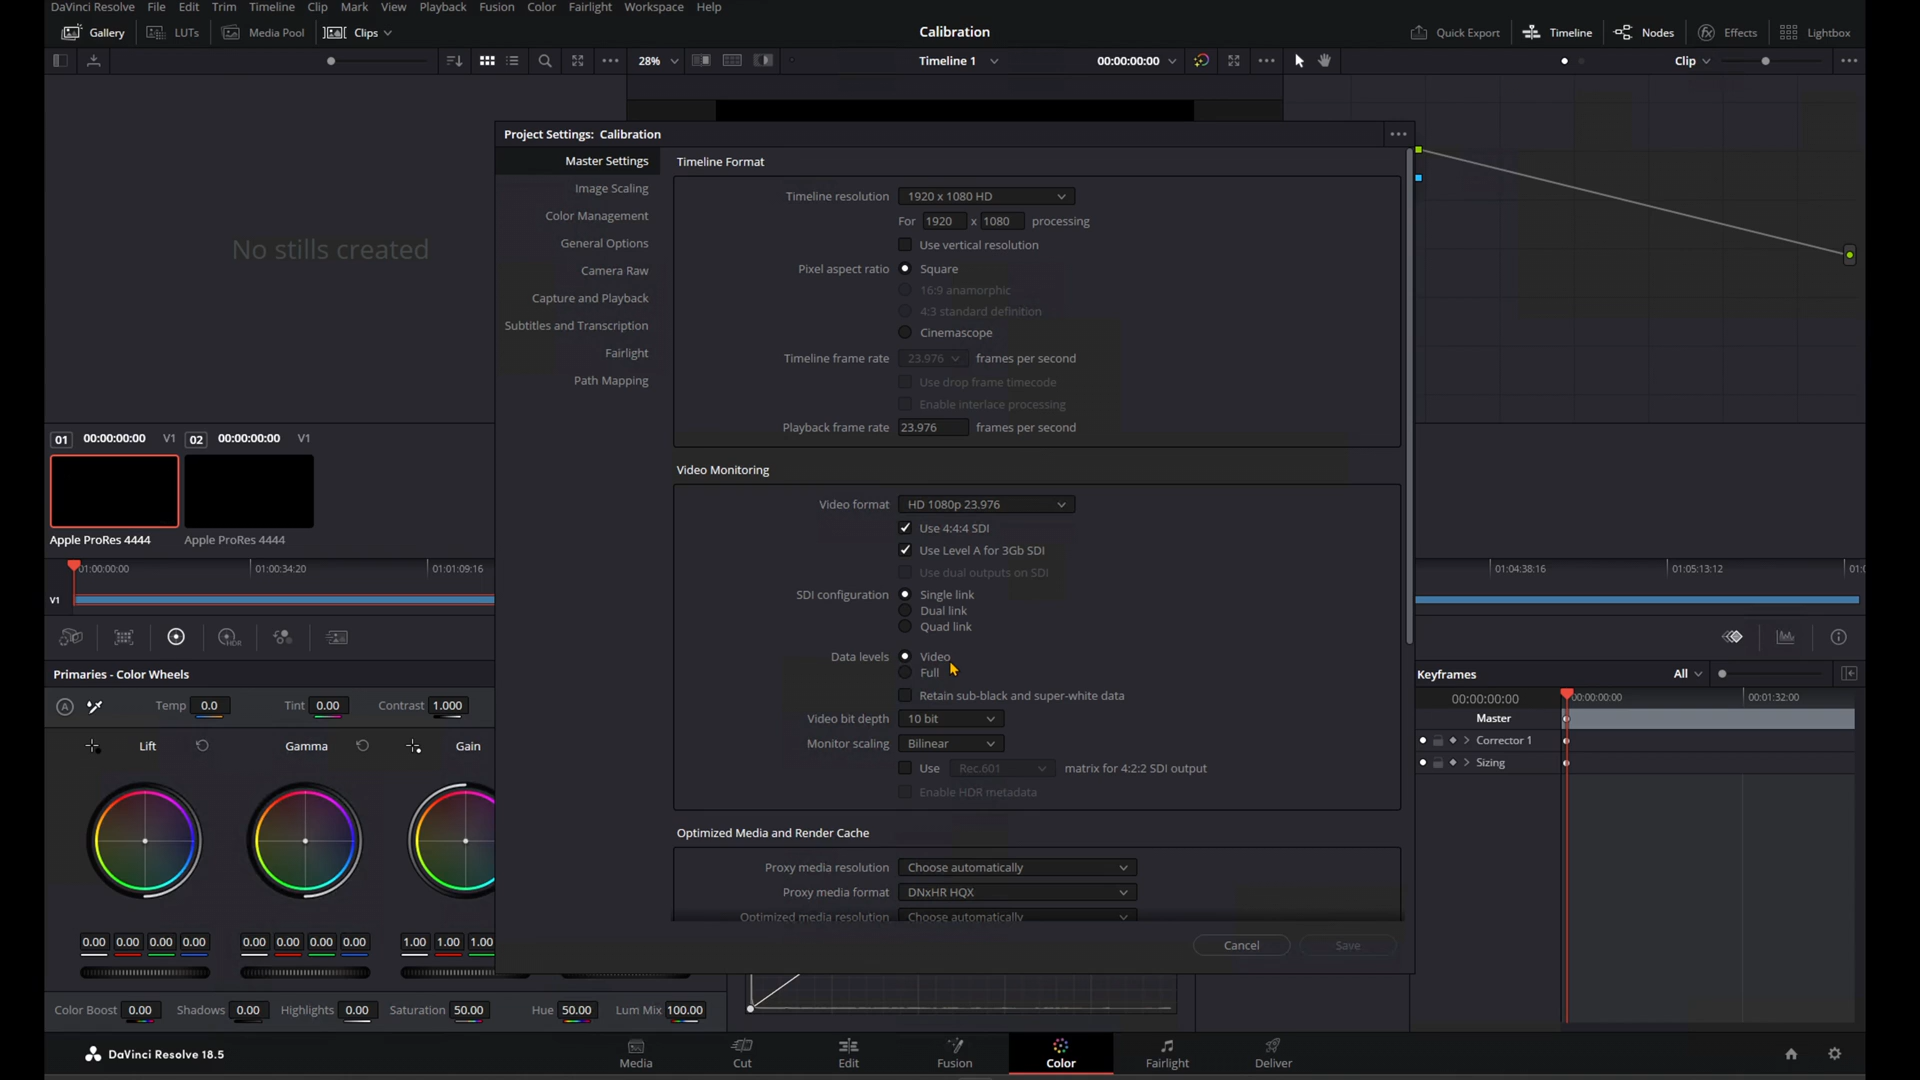 DaVinci Resolve File Edit Trim Timeline Clip Mark View Playback Fusion Color Fairlight Workspace Help
Gallery LUTs Media Pool Clips Calibration Quick Export Timeline Nodes Effects Lightbox
28% Timeline 1 00:00:00:00 Clip
Project Settings: Calibration
Master Settings
Image Scaling
Color Management
General Options
Camera Raw
Capture and Playback
Subtitles and Transcription
Fairlight
Path Mapping
Timeline Format
Timeline resolution 1920 x 1080 HD
For 1920 x 1080 processing
Use vertical resolution
Pixel aspect ratio Square
16:9 anamorphic
4:3 standard definition
Cinemascope
Timeline frame rate 23.976 frames per second
Use drop frame timecode
Enable interlace processing
Playback frame rate 23.976 frames per second
Video Monitoring
Video format HD 1080p 23.976
Use 4:4:4 SDI
Use Level A for 3Gb SDI
Use dual outputs on SDI
SDI configuration Single link
Dual link
Quad link
Data levels Video
Full
Retain sub-black and super-white data
Video bit depth 10 bit
Monitor scaling Bilinear
Use Rec.601 matrix for 4:2:2 SDI output
Enable HDR metadata
Optimized Media and Render Cache
Proxy media resolution Choose automatically
Proxy media format DNxHR HQX
Optimized media resolution Choose automatically
Cancel Save
No stills created
01 00:00:00:00 V1 02 00:00:00:00 V1
Apple ProRes 4444 Apple ProRes 4444
01:00:00:00 01:00:34:20 01:01:09:16 01:04:38:16 01:05:13:12
V1
HDR
Primaries - Color Wheels
A Temp 0.0 Tint 0.00 Contrast 1.000
Lift Gamma Gain
0.00 0.00 0.00 0.00 0.00 0.00 0.00 0.00 1.00 1.00 1.00
Color Boost 0.00 Shadows 0.00 Highlights 0.00 Saturation 50.00 Hue 50.00 Lum Mix 100.00
Keyframes All
00:00:00:00 00:00:00:00 00:01:32:00
Master
Corrector 1
Sizing
DaVinci Resolve 18.5 Media Cut Edit Fusion Color Fairlight Deliver